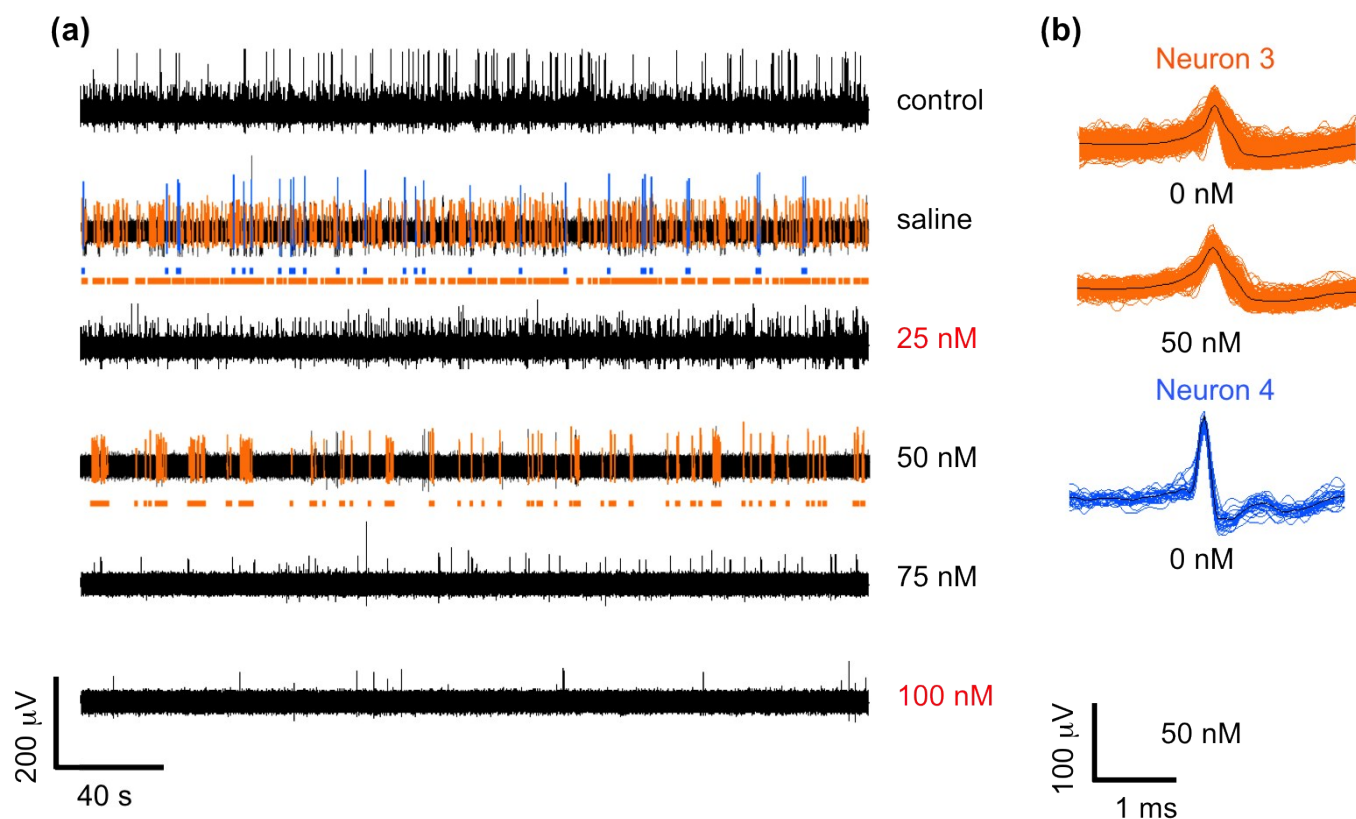 (a)
control
saline
25 nM
50 nM
75 nM
100 nM
200 μV
40 s
(b)
Neuron 3
0 nM
50 nM
Neuron 4
0 nM
50 nM
100 μV
1 ms